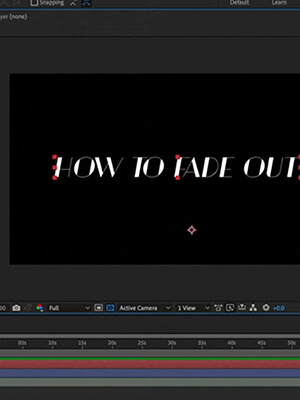 Snapping Default Learn
yer (none)
HOW TO FADE OUT
00 Full Active Camera 1 View +0.0
05s 10s 15s 20s 25s 30s 35s 40s 45s 50s